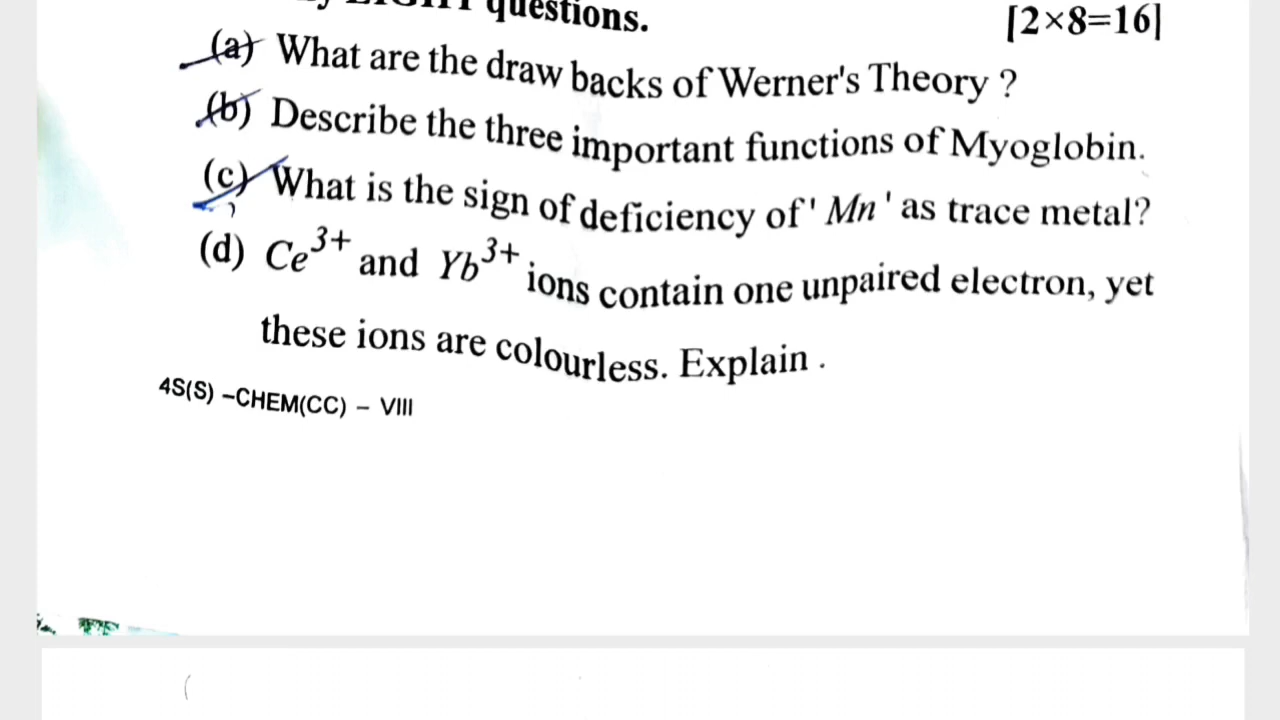 questions.
[2×8=16]
(a) What are the draw backs of Werner's Theory ?
(b) Describe the three important functions of Myoglobin.
(c) What is the sign of deficiency of ' Mn ' as trace metal?
(d) Ce³⁺ and Yb³⁺ ions contain one unpaired electron, yet
these ions are colourless. Explain .
4S(S) –CHEM(CC) – VIII